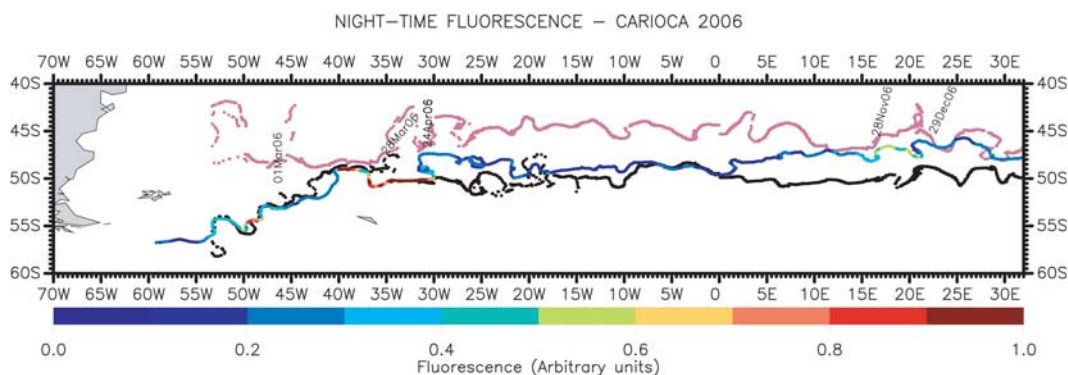 NIGHT-TIME FLUORESCENCE - CARIOCA 2006
70W 65W 60W 55W 50W 45W 40W 35W 30W 25W 20W 15W 10W 5W 0 5E 10E 15E 20E 25E 30E
40S 40S
45S 45S
50S 50S
55S 55S
60S 60S
01Mar06
28Mar06
24Apr06
28Nov06
29Dec06
70W 65W 60W 55W 50W 45W 40W 35W 30W 25W 20W 15W 10W 5W 0 5E 10E 15E 20E 25E 30E
0.0 0.2 0.4 0.6 0.8 1.0
Fluorescence (Arbitrary units)